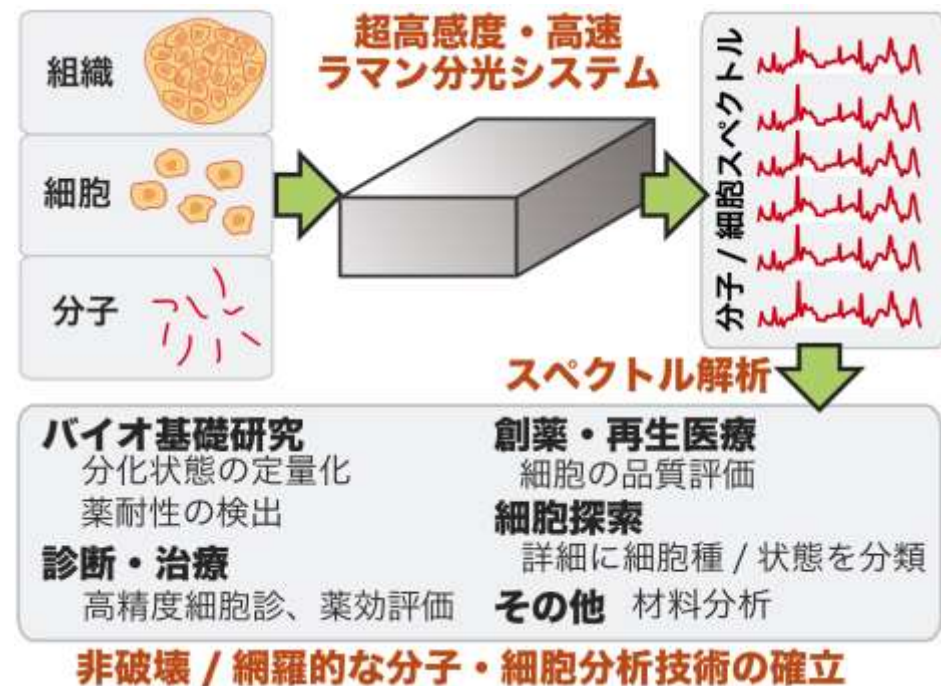 組織
細胞
分子
超高感度・高速
ラマン分光システム
分子 / 細胞スペクトル
スペクトル解析
バイオ基礎研究
分化状態の定量化
薬耐性の検出
診断・治療
高精度細胞診、薬効評価
創薬・再生医療
細胞の品質評価
細胞探索
詳細に細胞種 / 状態を分類
その他 材料分析
非破壊 / 網羅的な分子・細胞分析技術の確立